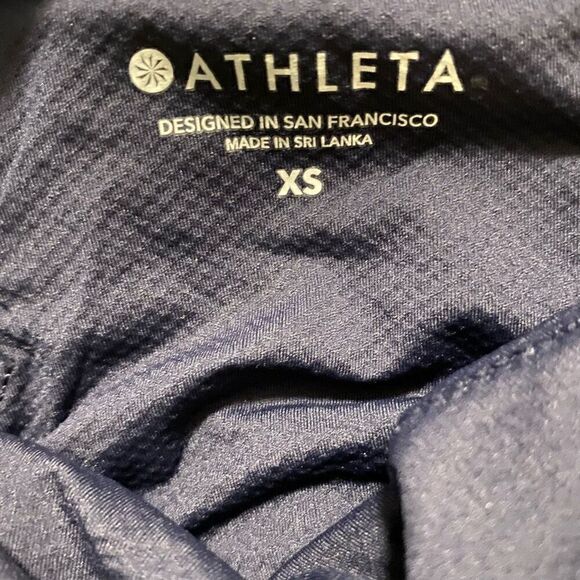 ATHLETA
DESIGNED IN SAN FRANCISCO
MADE IN SRI LANKA
XS